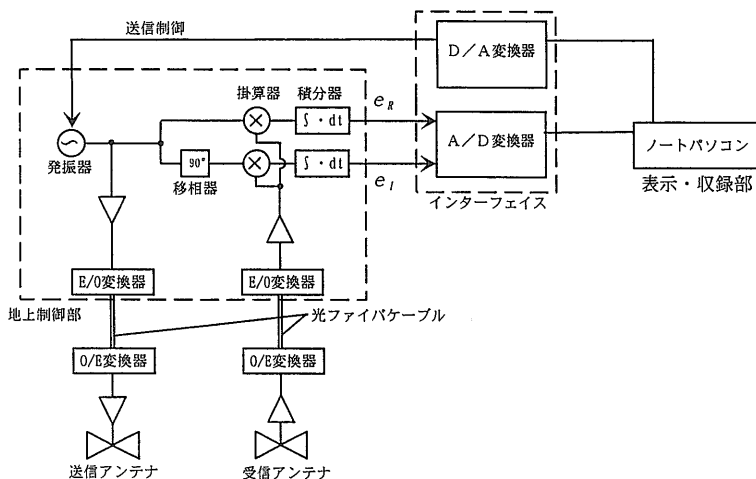 送信制御
D/A変換器
掛算器
積分器
e_R
∫・dt
A/D変換器
ノートパソコン
発振器
90°
移相器
∫・dt
e_I
表示・収録部
インターフェイス
E/O変換器
E/O変換器
地上制御部
光ファイバケーブル
O/E変換器
O/E変換器
送信アンテナ
受信アンテナ